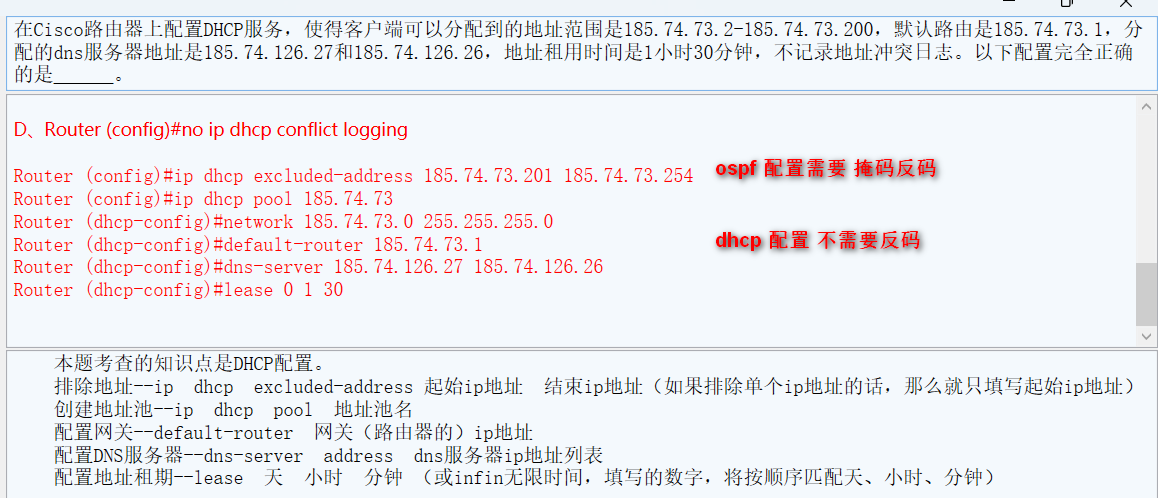 在Cisco路由器上配置DHCP服务，使得客户端可以分配到的地址范围是185.74.73.2-185.74.73.200，默认路由是185.74.73.1，分
配的dns服务器地址是185.74.126.27和185.74.126.26，地址租用时间是1小时30分钟，不记录地址冲突日志。以下配置完全正确
的是______。
D、Router (config)#no ip dhcp conflict logging
Router (config)#ip dhcp excluded-address 185.74.73.201 185.74.73.254
ospf 配置需要 掩码反码
Router (config)#ip dhcp pool 185.74.73
Router (dhcp-config)#network 185.74.73.0 255.255.255.0
Router (dhcp-config)#default-router 185.74.73.1
dhcp 配置 不需要反码
Router (dhcp-config)#dns-server 185.74.126.27 185.74.126.26
Router (dhcp-config)#lease 0 1 30
本题考查的知识点是DHCP配置。
排除地址--ip dhcp excluded-address 起始ip地址 结束ip地址（如果排除单个ip地址的话，那么就只填写起始ip地址）
创建地址池--ip dhcp pool 地址池名
配置网关--default-router 网关（路由器的）ip地址
配置DNS服务器--dns-server address dns服务器ip地址列表
配置地址租期--lease 天 小时 分钟 （或infin无限时间，填写的数字，将按顺序匹配天、小时、分钟）